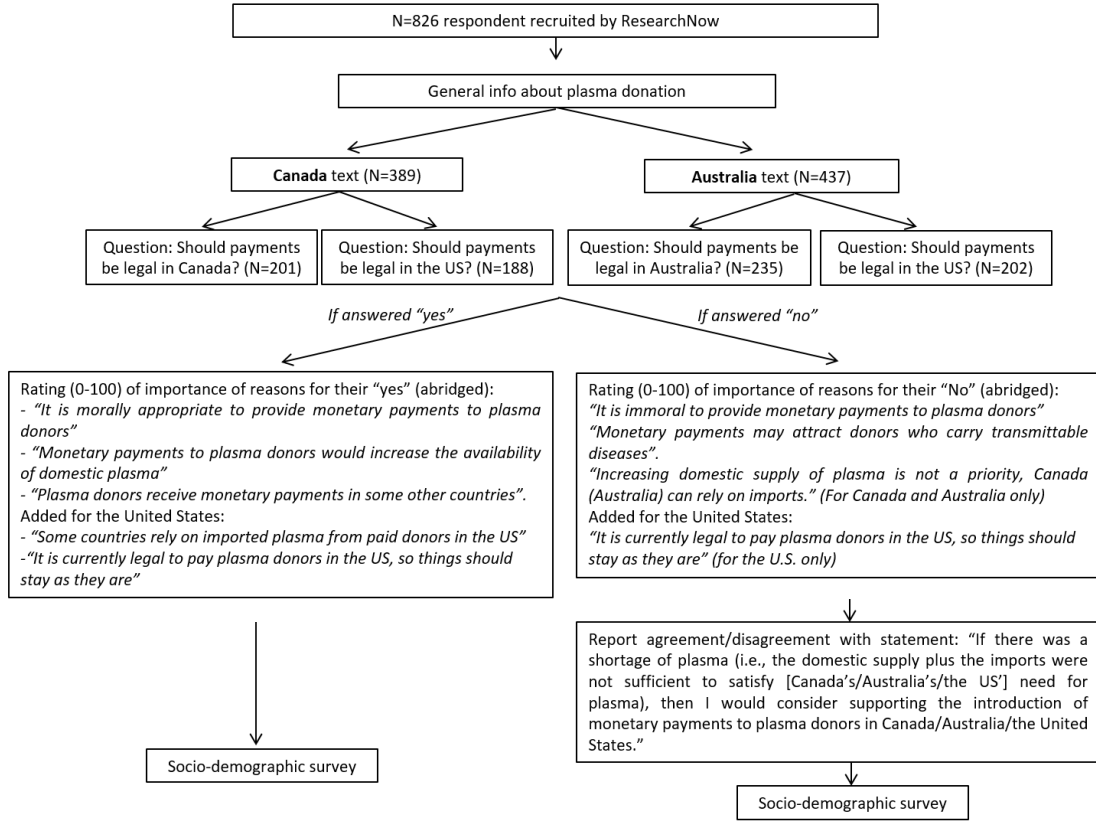 N=826 respondent recruited by ResearchNow
General info about plasma donation
Canada text (N=389)
Australia text (N=437)
Question: Should payments
be legal in Canada? (N=201)
Question: Should payments
be legal in the US? (N=188)
Question: Should payments be
legal in Australia? (N=235)
Question: Should payments
be legal in the US? (N=202)
If answered “yes”
If answered “no”
Rating (0-100) of importance of reasons for their “yes” (abridged):
- “It is morally appropriate to provide monetary payments to plasma
donors”
- “Monetary payments to plasma donors would increase the availability
of domestic plasma”
- “Plasma donors receive monetary payments in some other countries”.
Added for the United States:
- “Some countries rely on imported plasma from paid donors in the US”
-“It is currently legal to pay plasma donors in the US, so things should
stay as they are”
Socio-demographic survey
Rating (0-100) of importance of reasons for their “No” (abridged):
“It is immoral to provide monetary payments to plasma donors”
“Monetary payments may attract donors who carry transmittable
diseases”.
“Increasing domestic supply of plasma is not a priority, Canada
(Australia) can rely on imports.” (For Canada and Australia only)
Added for the United States:
“It is currently legal to pay plasma donors in the US, so things should
stay as they are” (for the U.S. only)
Report agreement/disagreement with statement: “If there was a
shortage of plasma (i.e., the domestic supply plus the imports were
not sufficient to satisfy [Canada’s/Australia’s/the US’] need for
plasma), then I would consider supporting the introduction of
monetary payments to plasma donors in Canada/Australia/the United
States.”
Socio-demographic survey